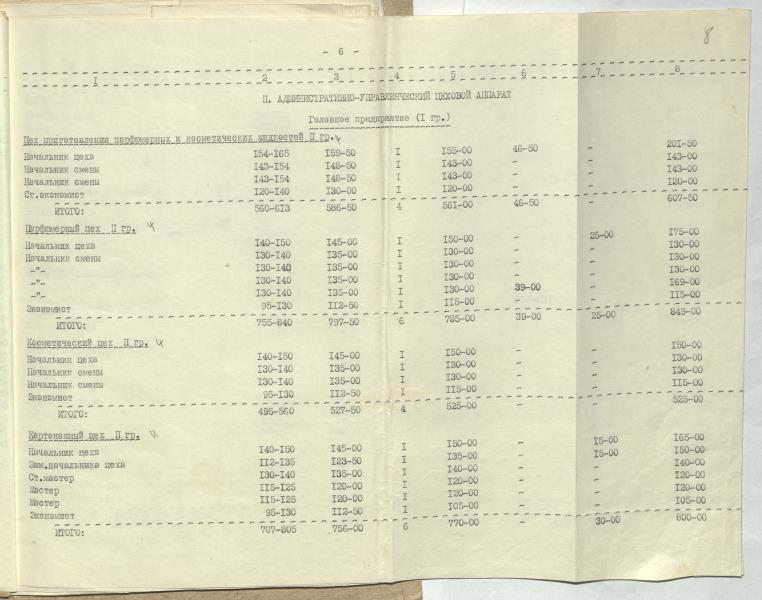 - 6 -
8
I 2 3 4 5 6 7 8
П. АДМИНИСТРАТИВНО-УПРАВЛЕНЧЕСКИЙ ЦЕХОВОЙ АППАРАТ
Головное предприятие (I гр.)
Цех приготовления парфюмерных и косметических жидкостей П гр.
Начальник цеха I54-I65 I59-50 I I55-00 46-50 - 20I-50
Начальник смены I43-I54 I48-50 I I43-00 - - I43-00
Начальник смены I43-I54 I48-50 I I43-00 - - I43-00
Ст.экономист I20-I40 I30-00 I I20-00 - - I20-00
ИТОГО: 560-6I3 586-50 4 56I-00 46-50 - 607-50
Парфюмерный цех П гр.
Начальник цеха I40-I50 I45-00 I I50-00 - 25-00 I75-00
Начальник смены I30-I40 I35-00 I I30-00 - - I30-00
-"- I30-I40 I35-00 I I30-00 - - I30-00
-"- I30-I40 I35-00 I I30-00 - - I30-00
-"- I30-I40 I35-00 I I30-00 39-00 - I69-00
Экономист 95-I30 II2-50 I II5-00 - II5-00
ИТОГО: 755-840 797-50 6 785-00 39-00 25-00 849-00
Косметический цех П гр.
Начальник цеха I40-I50 I45-00 I I50-00 - - I50-00
Начальник смены I30-I40 I35-00 I I30-00 - - I30-00
Начальник смены I30-I40 I35-00 I I30-00 - - I30-00
Экономист 95-I30 II2-50 I II5-00 - - II5-00
ИТОГО: 495-560 527-50 4 525-00 - - 525-00
Картонажный цех П гр.
Начальник цеха I40-I50 I45-00 I I50-00 - I5-00 I65-00
Зам.начальника цеха II2-I35 I23-50 I I35-00 - I5-00 I50-00
Ст.мастер I30-I40 I35-00 I I40-00 - - I40-00
Мастер II5-I25 I20-00 I I20-00 - - I20-00
Мастер II5-I25 I20-00 I I20-00 - - I20-00
Экономист 95-I30 II2-50 I I05-00 - - I05-00
ИТОГО: 707-805 756-00 6 770-00 - 30-00 800-00